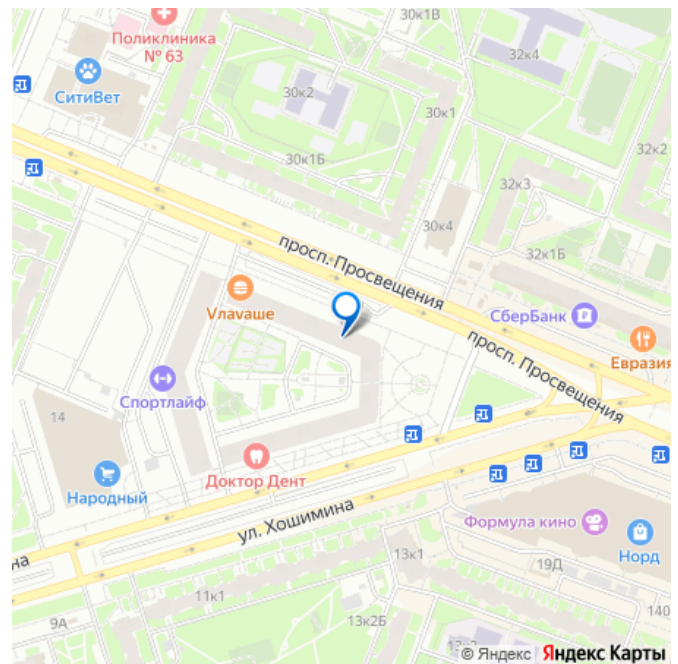 30к1В
Поликлиника
№ 63
32к4
СитиВет
30к2
30к1
32к2
30к1Б
32к3
30к4
просп. Просвещения
32к1Б
Vлаvаше
СберБанк
просп. Просвещения
Евразия
Спортлайф
14
Доктор Дент
Народный
ул. Хошимина
Формула кино
Норд
на
13к1
19Д
11к1
140
9А
13к2Б
© Яндекс Яндекс Карты